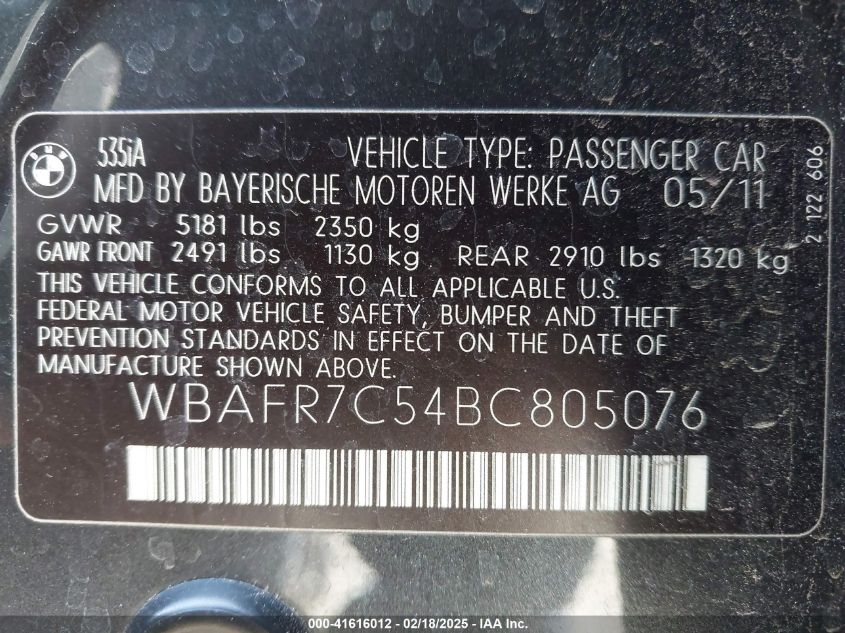 BMW
535iA VEHICLE TYPE: PASSENGER CAR
MFD BY BAYERISCHE MOTOREN WERKE AG 05/11
GVWR 5181 lbs 2350 kg
GAWR FRONT 2491 lbs 1130 kg REAR 2910 lbs 1320 kg
THIS VEHICLE CONFORMS TO ALL APPLICABLE U.S.
FEDERAL MOTOR VEHICLE SAFETY, BUMPER AND THEFT
PREVENTION STANDARDS IN EFFECT ON THE DATE OF
MANUFACTURE SHOWN ABOVE.
WBAFR7C54BC805076
2 122 606
000-41616012 - 02/18/2025 - IAA Inc.